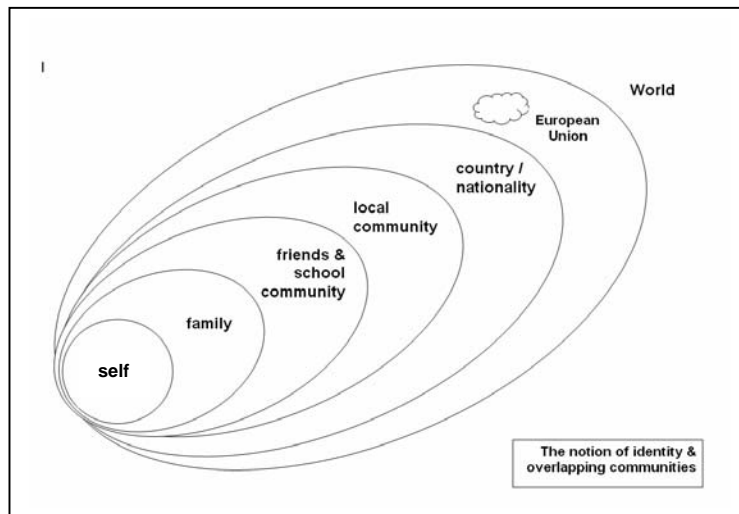 I
World
European
Union
country /
nationality
local
community
friends &
school
community
family
self
The notion of identity &
overlapping communities